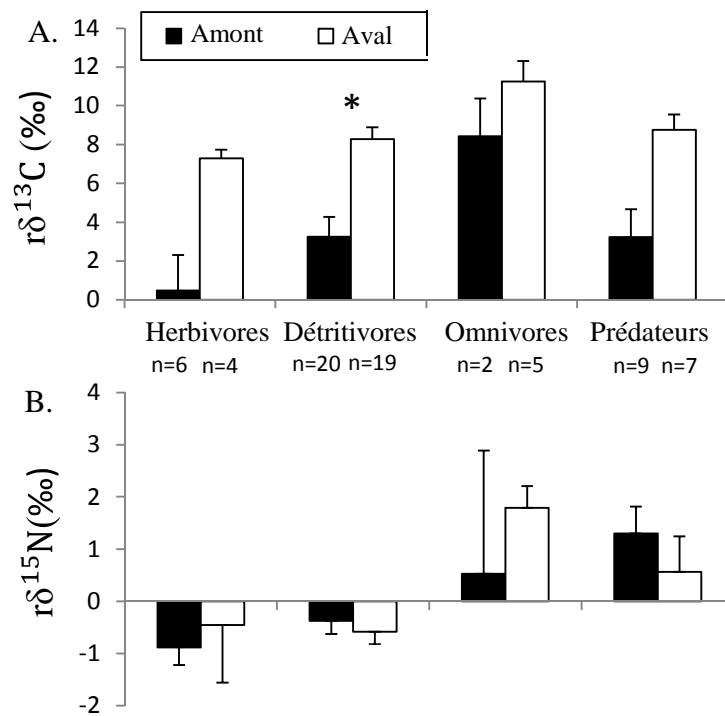 A.
Amont Aval
rδ¹³C (‰)
14
12
10
8
6
4
2
0
*
Herbivores Détritivores Omnivores Prédateurs
n=6 n=4 n=20 n=19 n=2 n=5 n=9 n=7
B.
rδ¹⁵N(‰)
4
3
2
1
0
-1
-2